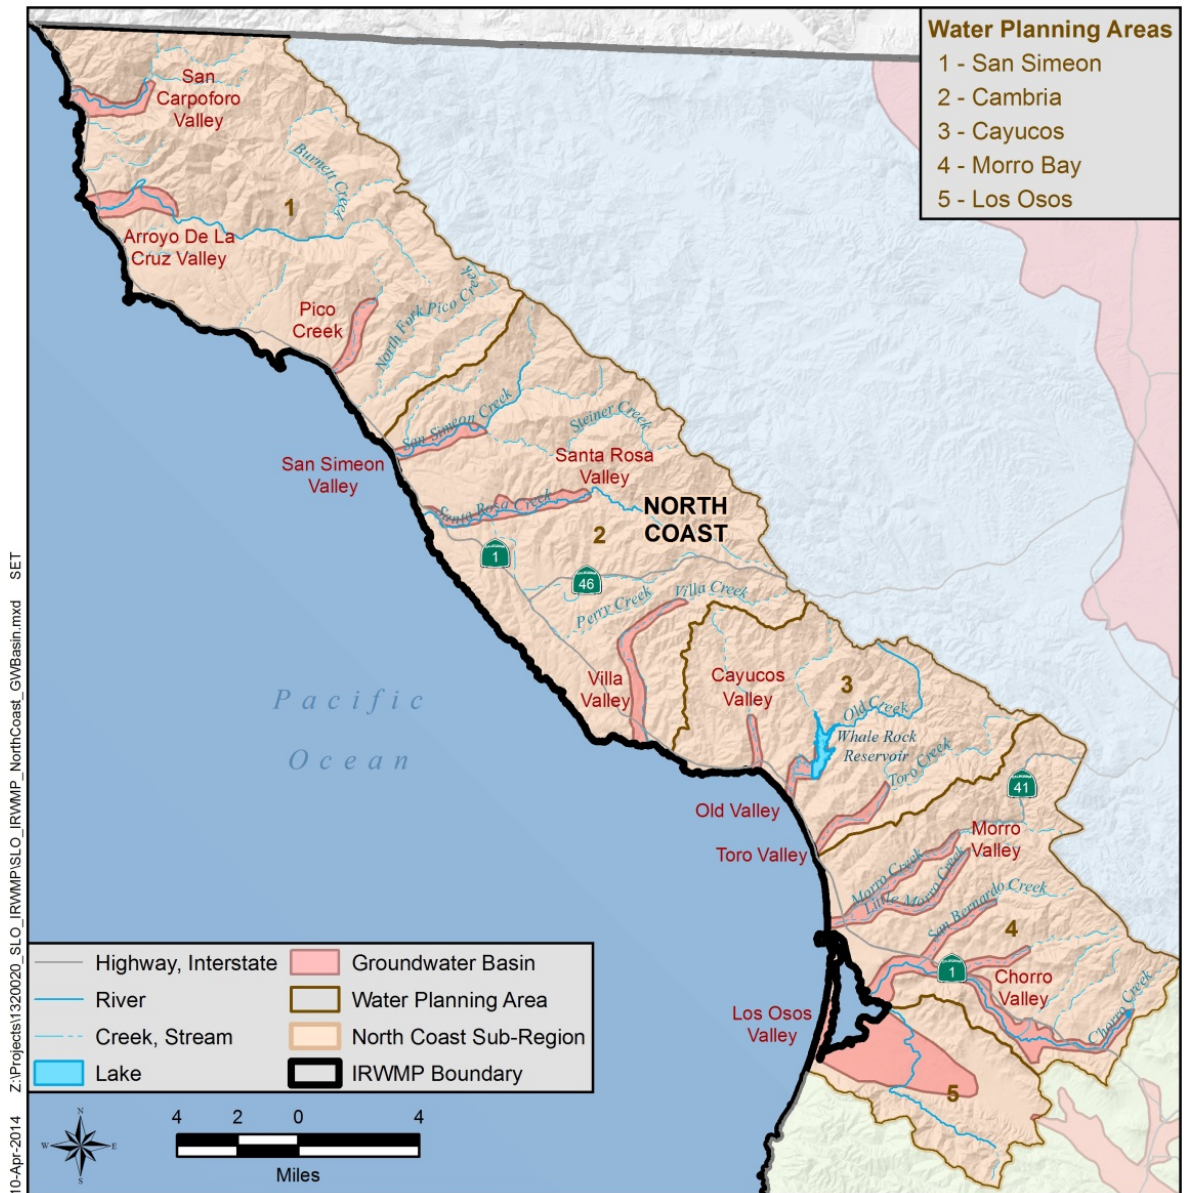 Water Planning Areas
1 - San Simeon
2 - Cambria
3 - Cayucos
4 - Morro Bay
5 - Los Osos
San
Carpoforo
Valley
Burnett Creek
1
Arroyo De La
Cruz Valley
Pico
Creek
North Fork Pico Creek
San Simeon Creek
Steiner Creek
San Simeon
Valley
Santa Rosa
Valley
Santa Rosa Creek
NORTH
COAST
2
1
46
Perry Creek
Villa Creek
Villa
Valley
Cayucos
Valley
3
Old Creek
Whale Rock
Reservoir
Toro Creek
Pacific
Ocean
41
Old Valley
Toro Valley
Morro
Valley
Morro Creek
Little Morro Creek
San Bernardo Creek
4
1
Chorro
Valley
Chorro Creek
Los Osos
Valley
5
Highway, Interstate
River
Creek, Stream
Lake
Groundwater Basin
Water Planning Area
North Coast Sub-Region
IRWMP Boundary
N
W
E
S
4 2 0 4
Miles
10-Apr-2014 Z:\Projects\1320020_SLO_IRWMP\SLO_IRWMP_NorthCoast_GWBasin.mxd SET